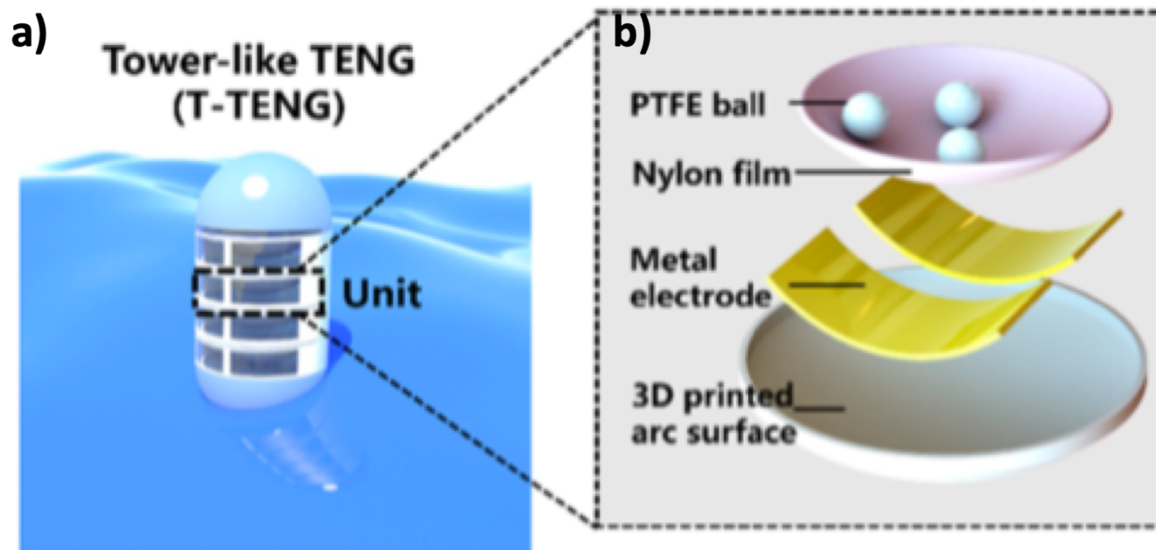 a)
Tower-like TENG
(T-TENG)
Unit
b)
PTFE ball
Nylon film
Metal
electrode
3D printed
arc surface